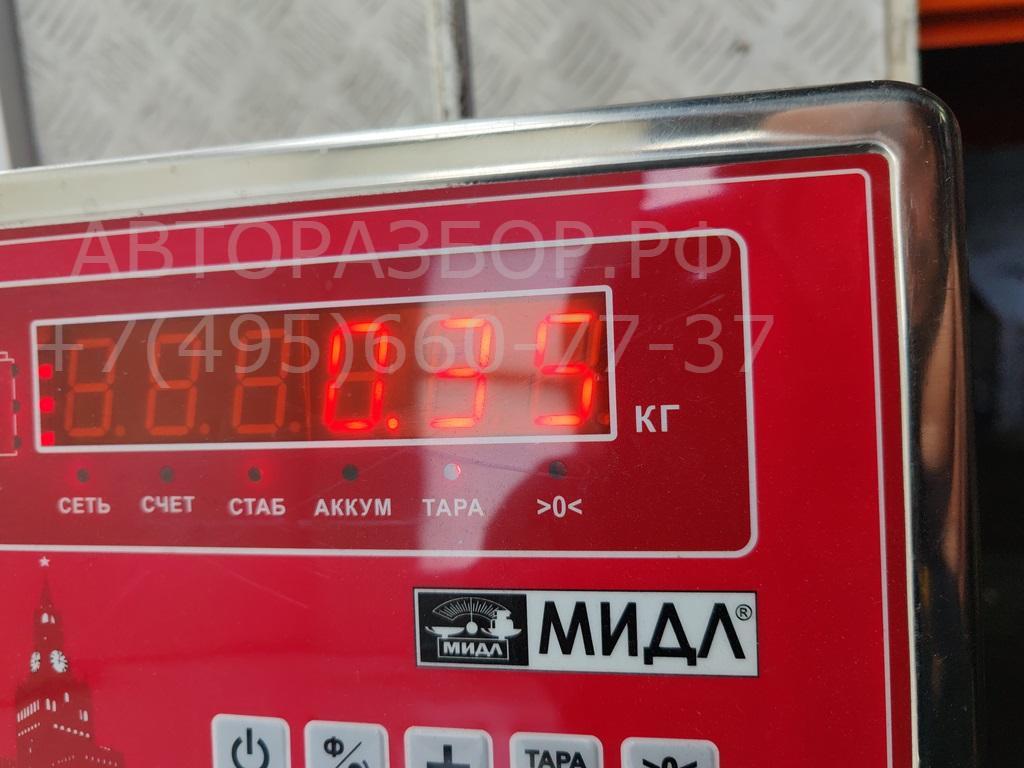 АВТОРАЗБОР.РФ
+7(495)660-77-37
0.35 КГ
СЕТЬ СЧЕТ СТАБ АККУМ ТАРА >0<
МИДЛ МИДЛ®
Ф/ + ТАРА >0<